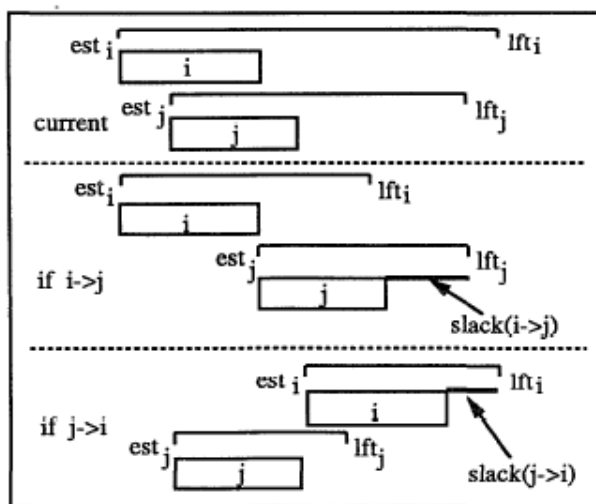 est i lft i
i
est j lft j
current j
est i lft i
i
est j lft j
if i->j j
slack(i->j)
est i lft i
i
if j->i est j lft j
j slack(j->i)